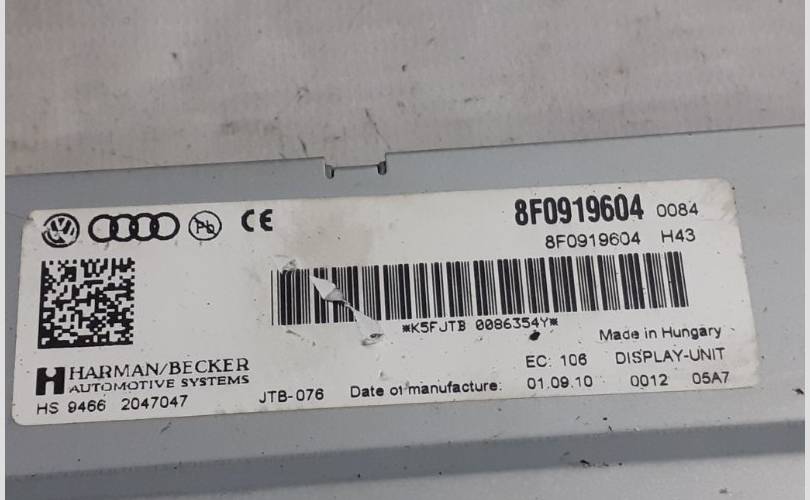 Pb CE 8F0919604 0084
8F0919604 H43
*K5FJTB 0086354Y*
Made in Hungary
HARMAN/BECKER
AUTOMOTIVE SYSTEMS
EC: 106 DISPLAY-UNIT
HS 9466 2047047 JTB-076 Date of manufacture: 01.09.10 0012 05A7